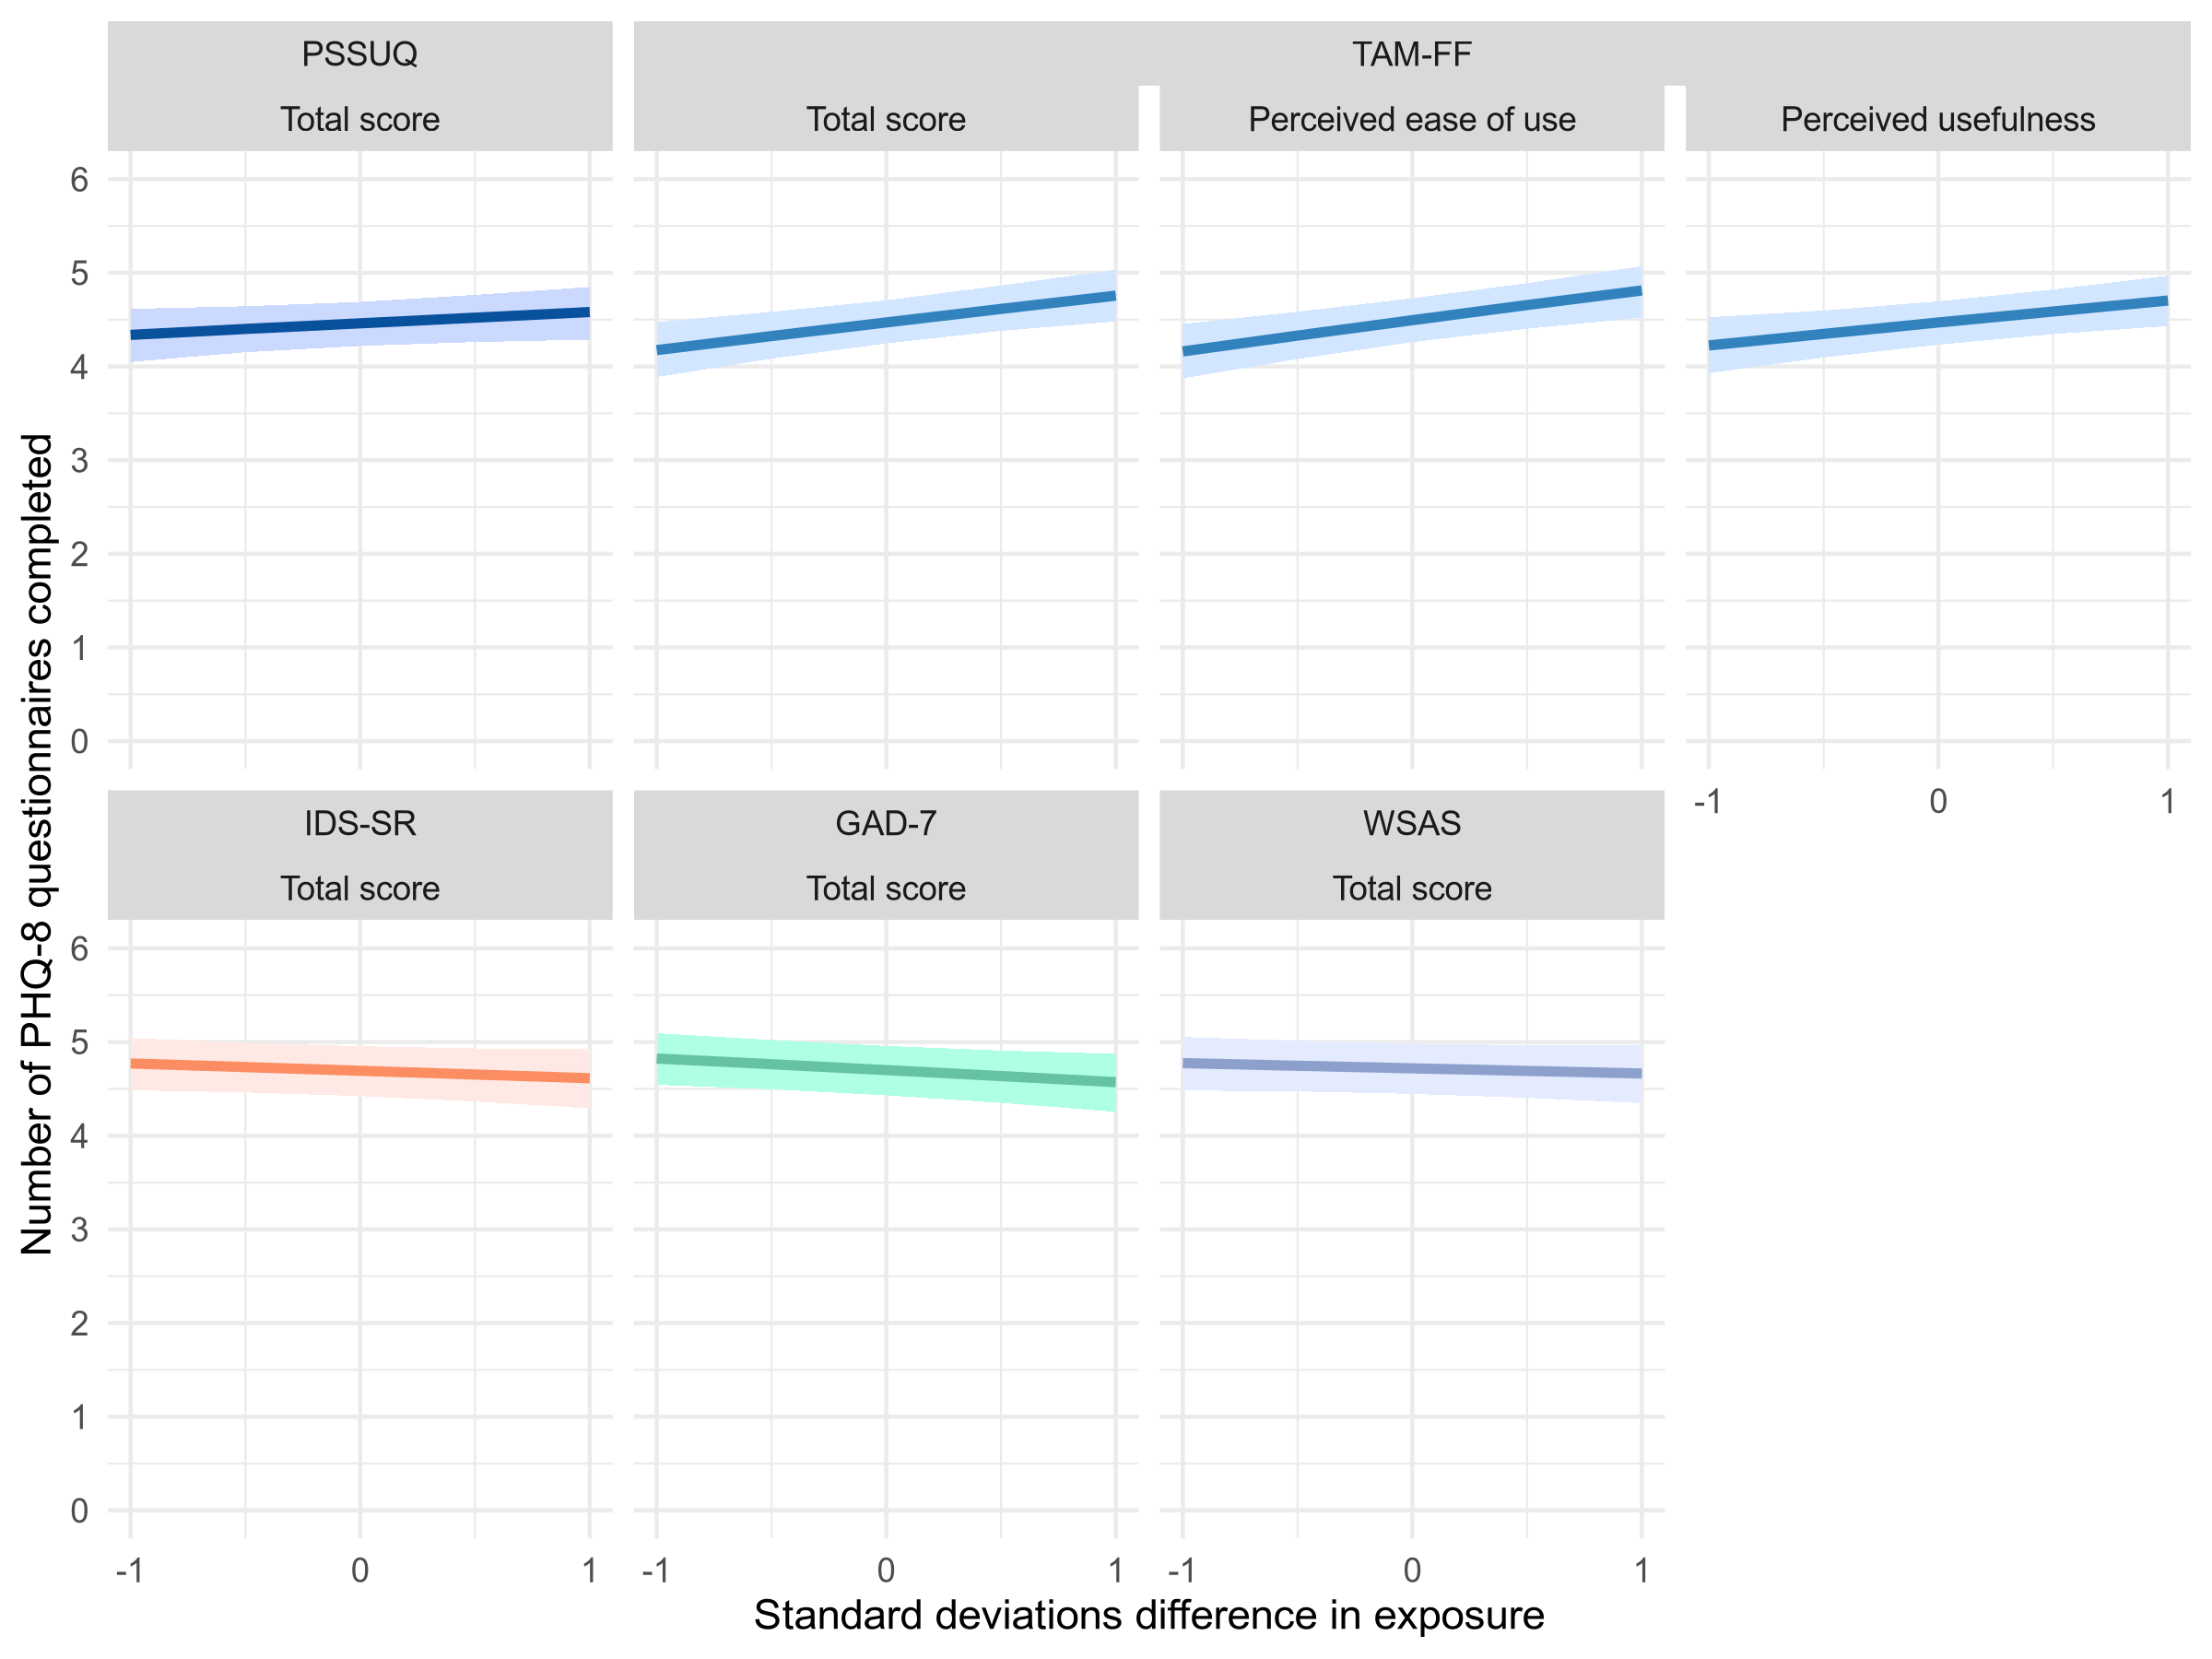 PSSUQ
TAM-FF
Total score
Total score
Perceived ease of use
Perceived usefulness
6
5
4
3
2
1
0
-1
0
1
IDS-SR
GAD-7
WSAS
Total score
Total score
Total score
6
5
4
3
2
1
0
-1
0
1
-1
0
1
-1
0
1
Standard deviations difference in exposure
Number of PHQ-8 questionnaires completed